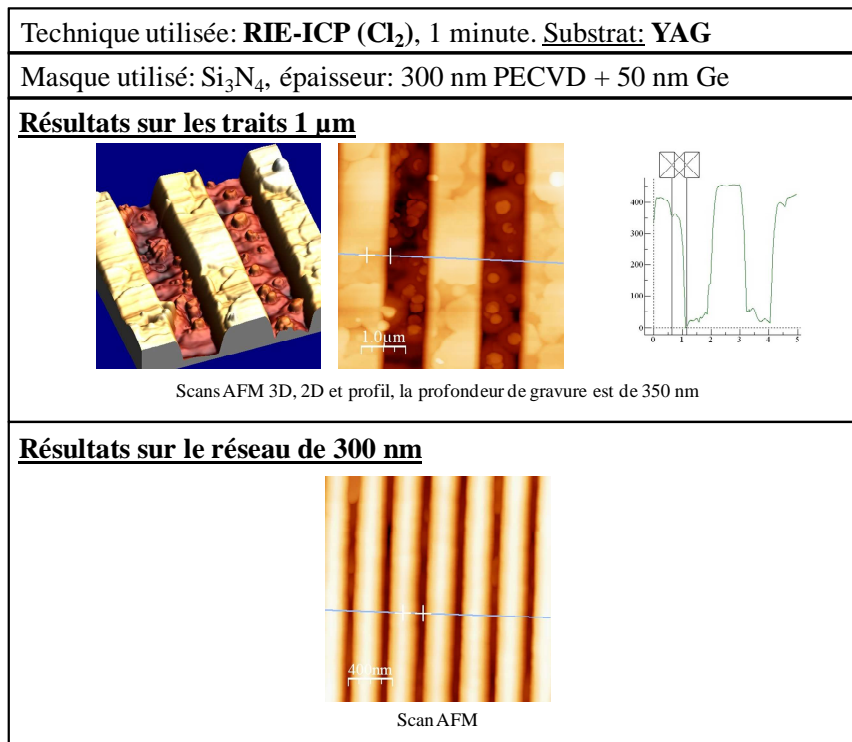 Technique utilisée: RIE-ICP (Cl₂), 1 minute. Substrat: YAG
Masque utilisé: Si₃N₄, épaisseur: 300 nm PECVD + 50 nm Ge
Résultats sur les traits 1 µm
1.0µm
400
300
200
100
0
0 1 2 3 4 5
Scans AFM 3D, 2D et profil, la profondeur de gravure est de 350 nm
Résultats sur le réseau de 300 nm
400nm
Scan AFM